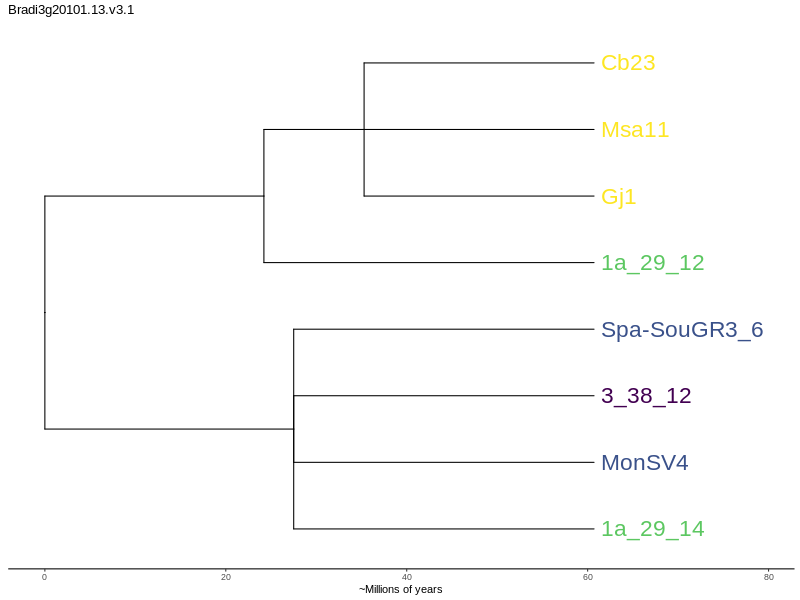 Bradi3g20101.13.v3.1
Cb23
Msa11
Gj1
1a_29_12
Spa-SouGR3_6
3_38_12
MonSV4
1a_29_14
0 20 40 60 80
~Millions of years